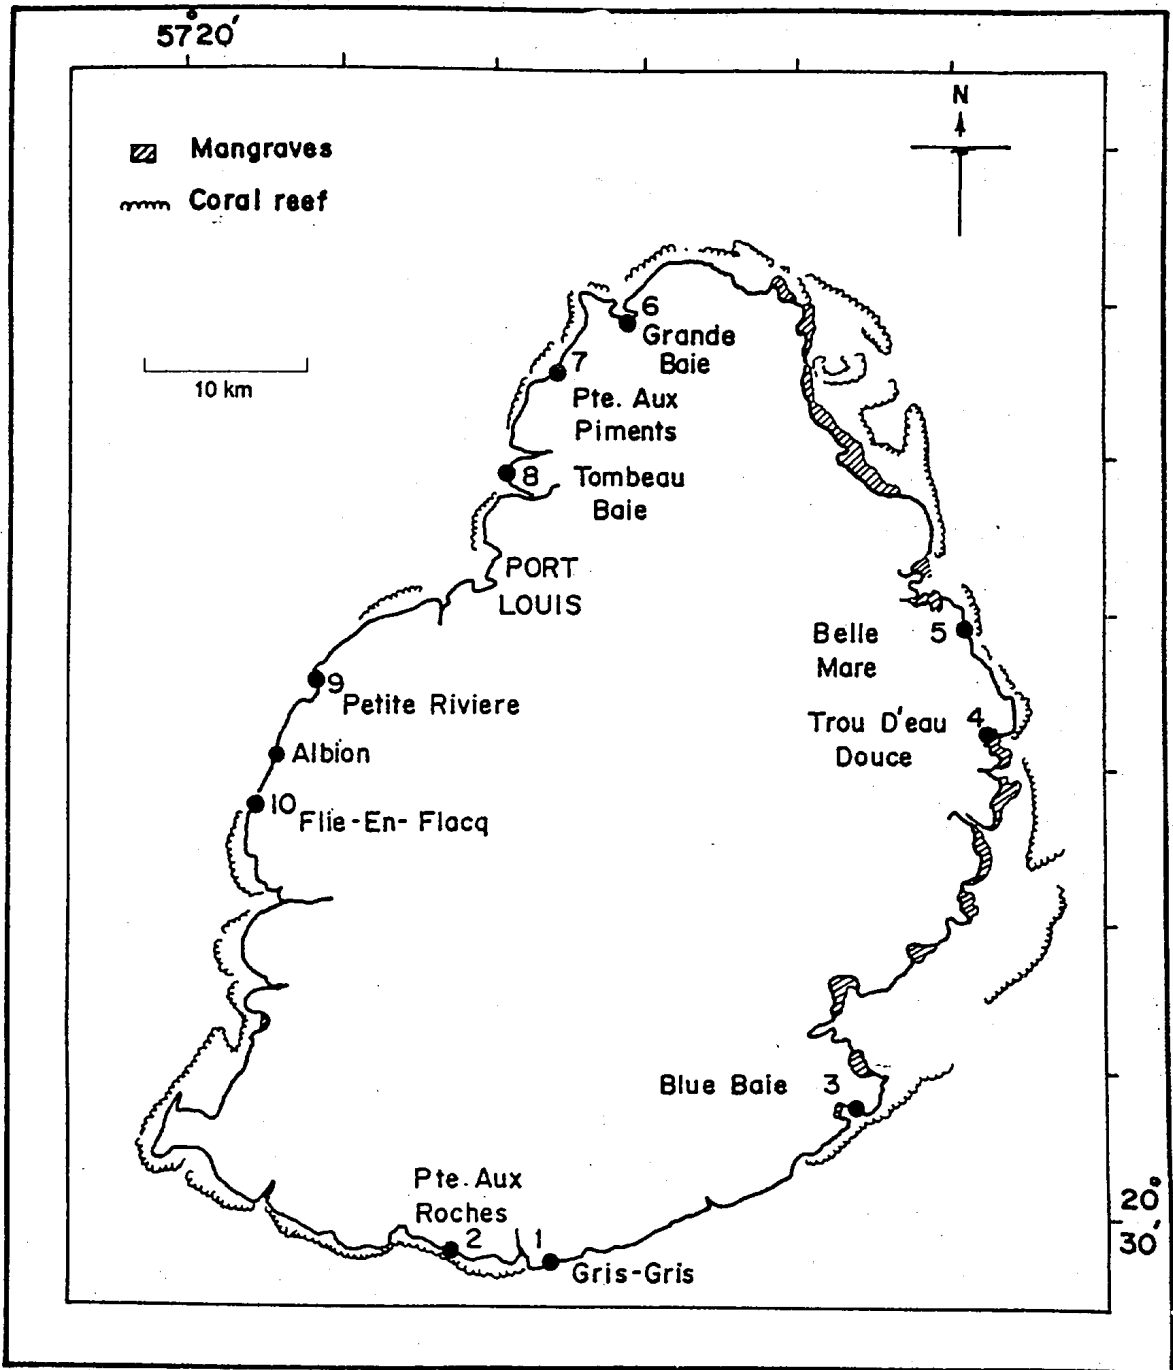 57°20'
N
Mangraves
Coral reef
10 km
6
Grande
Baie
7
Pte. Aux
Piments
8
Tombeau
Baie
PORT
LOUIS
Belle
Mare
5
9
Petite Riviere
Trou D'eau
Douce
4
Albion
10
Flie-En-Flacq
Blue Baie
3
Pte. Aux
Roches
2
1
Gris-Gris
20°
30'